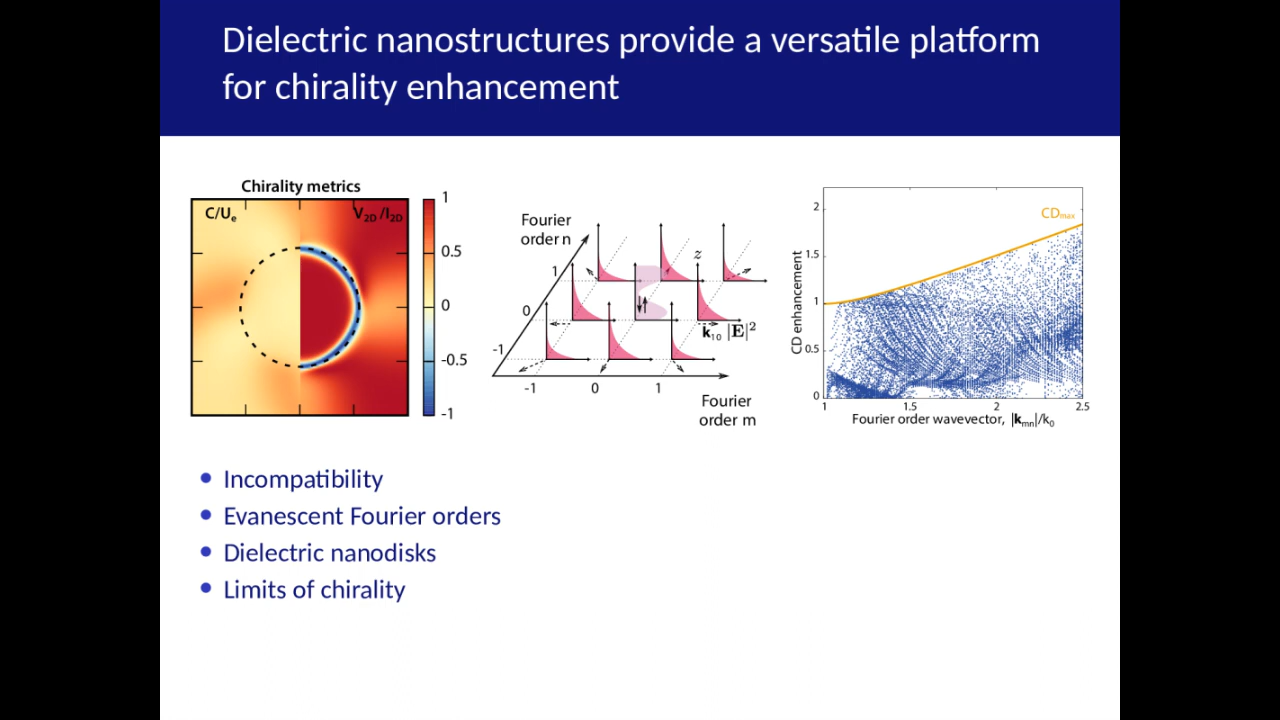 Dielectric nanostructures provide a versatile platform
for chirality enhancement
Chirality metrics
C/Ue
V2D/I2D
1
0.5
0
-0.5
-1
Fourier
order n
1
0
-1
z
k10 |E|²
-1
0
1
Fourier
order m
CDmax
CD enhancement
2
1.5
1
0.5
0
1
1.5
2
2.5
Fourier order wavevector, |kmn|/k0
• Incompatibility
• Evanescent Fourier orders
• Dielectric nanodisks
• Limits of chirality